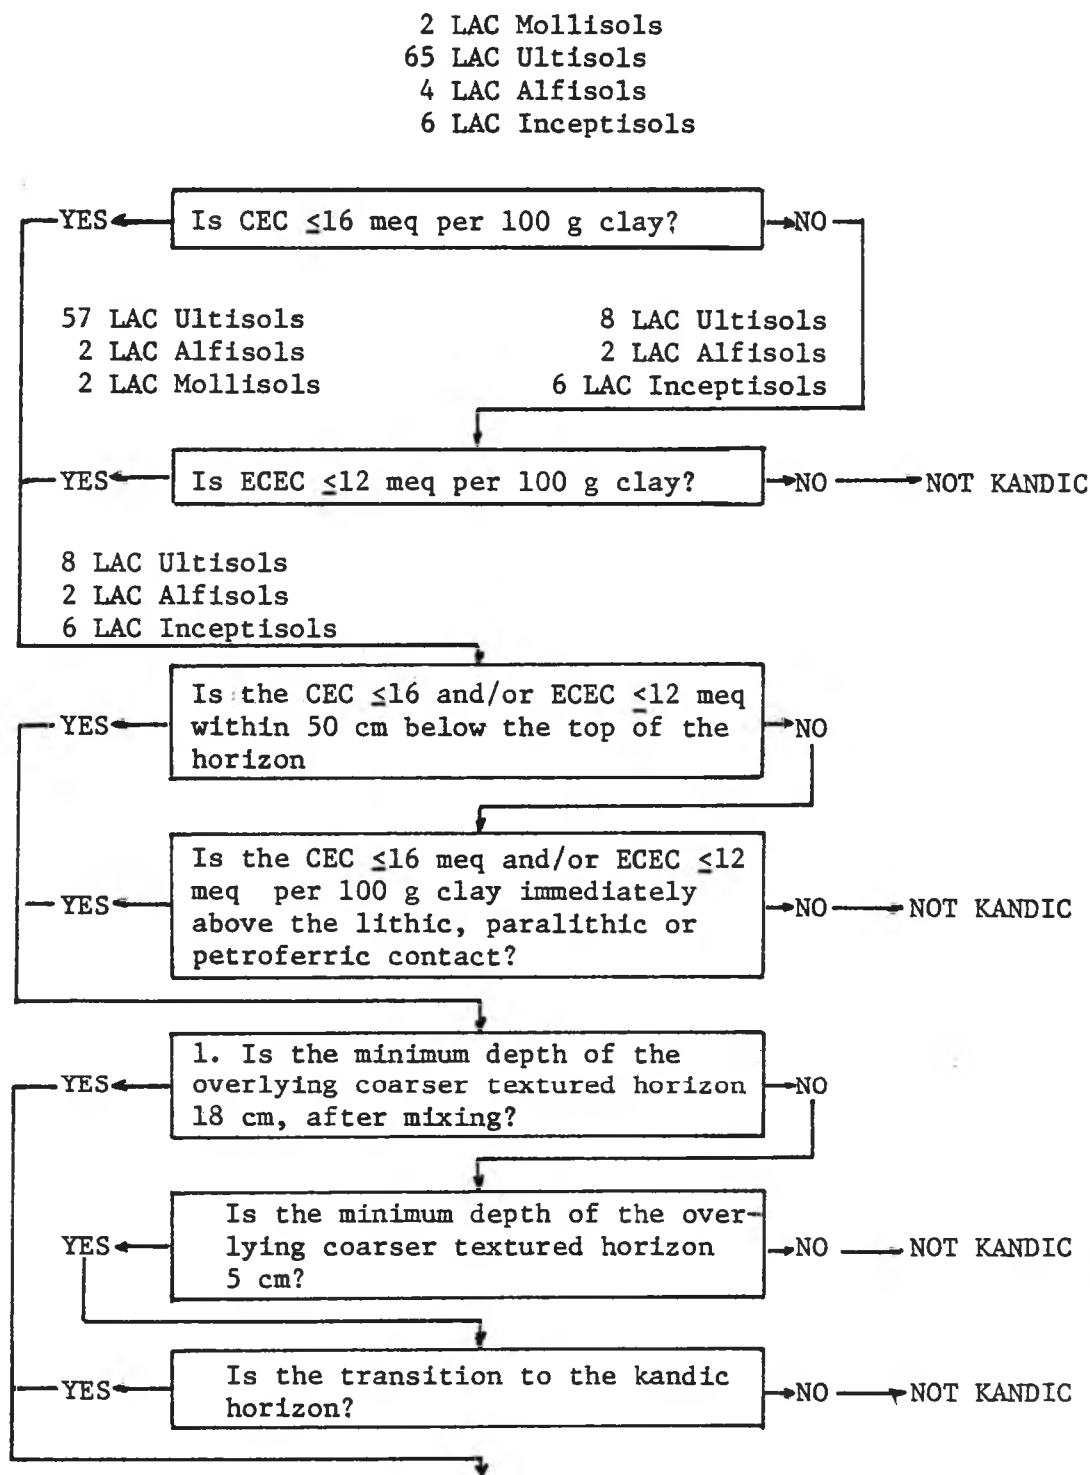 2 LAC Mollisols
65 LAC Ultisols
4 LAC Alfisols
6 LAC Inceptisols
YES
Is CEC ≤16 meq per 100 g clay?
NO
57 LAC Ultisols
2 LAC Alfisols
2 LAC Mollisols
8 LAC Ultisols
2 LAC Alfisols
6 LAC Inceptisols
YES
Is ECEC ≤12 meq per 100 g clay?
NO
NOT KANDIC
8 LAC Ultisols
2 LAC Alfisols
6 LAC Inceptisols
YES
Is the CEC ≤16 and/or ECEC ≤12 meq
within 50 cm below the top of the
horizon
NO
YES
Is the CEC ≤16 meq and/or ECEC ≤12
meq per 100 g clay immediately
above the lithic, paralithic or
petroferric contact?
NO
NOT KANDIC
YES
1. Is the minimum depth of the
overlying coarser textured horizon
18 cm, after mixing?
NO
YES
Is the minimum depth of the over-
lying coarser textured horizon
5 cm?
NO
NOT KANDIC
YES
Is the transition to the kandic
horizon?
NO
NOT KANDIC